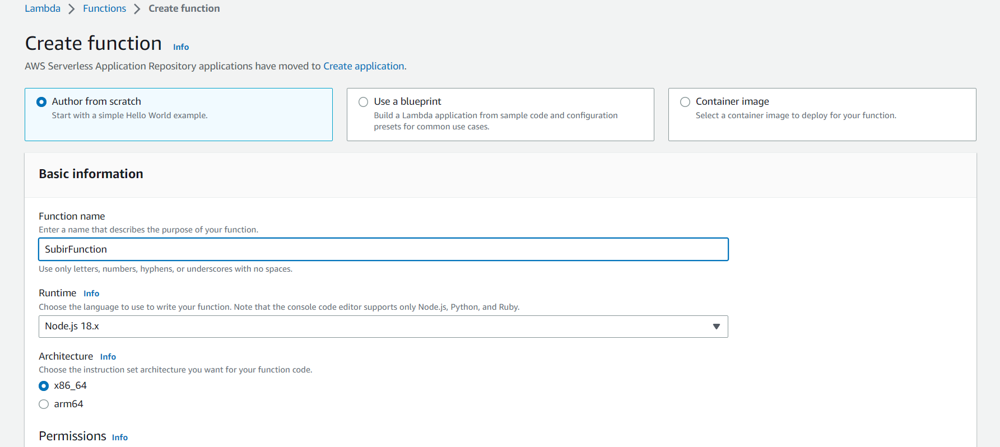 Lambda > Functions > Create function
Create function Info
AWS Serverless Application Repository applications have moved to Create application.
Author from scratch
Start with a simple Hello World example.
Use a blueprint
Build a Lambda application from sample code and configuration
presets for common use cases.
Container image
Select a container image to deploy for your function.
Basic information
Function name
Enter a name that describes the purpose of your function.
SubirFunction
Use only letters, numbers, hyphens, or underscores with no spaces.
Runtime Info
Choose the language to use to write your function. Note that the console code editor supports only Node.js, Python, and Ruby.
Node.js 18.x
Architecture Info
Choose the instruction set architecture you want for your function code.
x86_64
arm64
Permissions Info